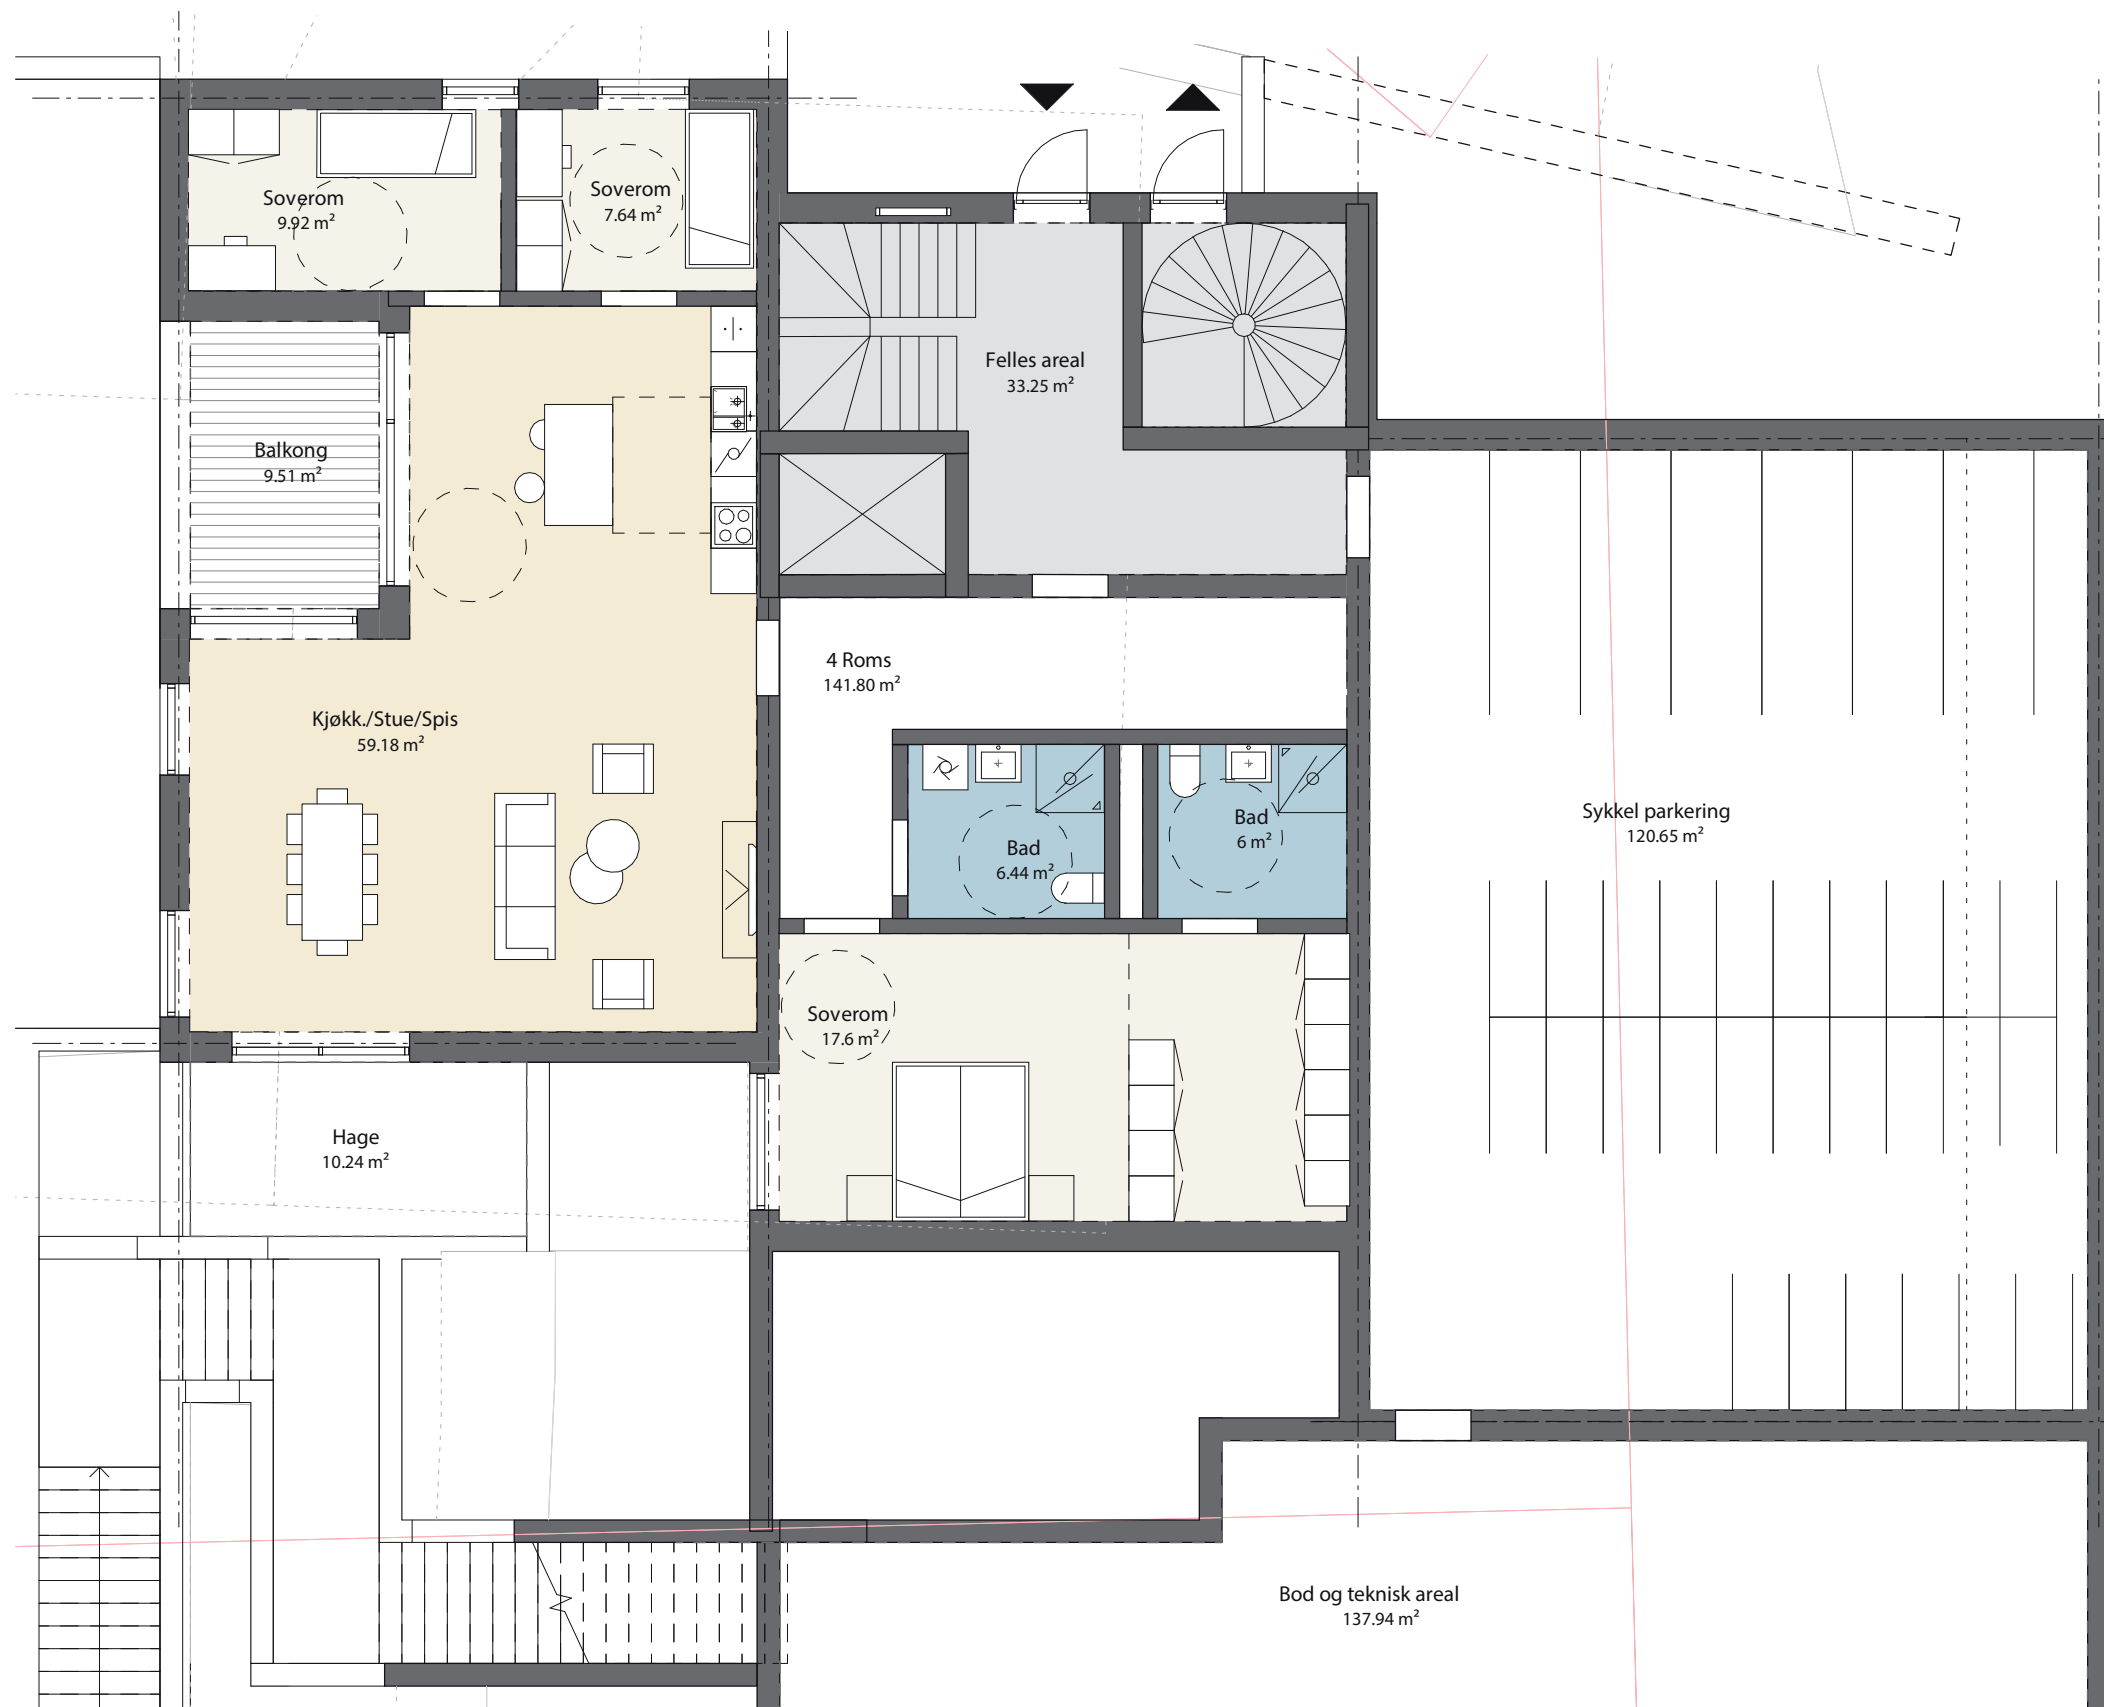 Soverom
9.92 m²
Soverom
7.64 m²
Felles areal
33.25 m²
Balkong
9.51 m²
4 Roms
141.80 m²
Kjøkk./Stue/Spis
59.18 m²
Bad
6.44 m²
Bad
6 m²
Sykkel parkering
120.65 m²
Soverom
17.6 m²
Hage
10.24 m²
Bod og teknisk areal
137.94 m²